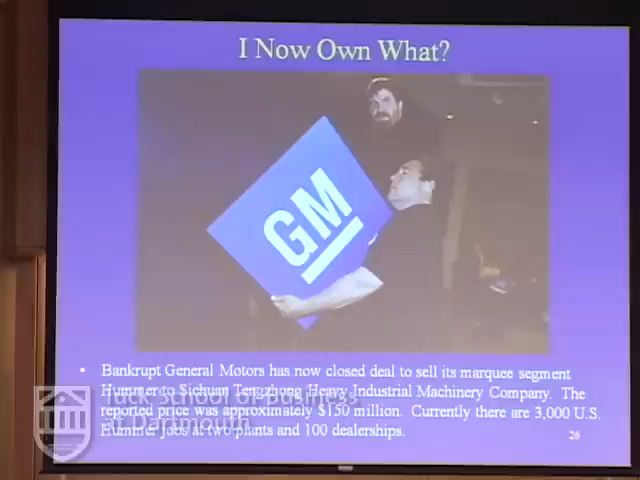 I Now Own What?
GM
• Bankrupt General Motors has now closed deal to sell its marquee segment
Hummer to Sichuan Tengzhong Heavy Industrial Machinery Company. The
reported price was approximately $150 million. Currently there are 3,000 U.S.
Hummer jobs at two plants and 100 dealerships.
26
Tuck School of Business
at Dartmouth